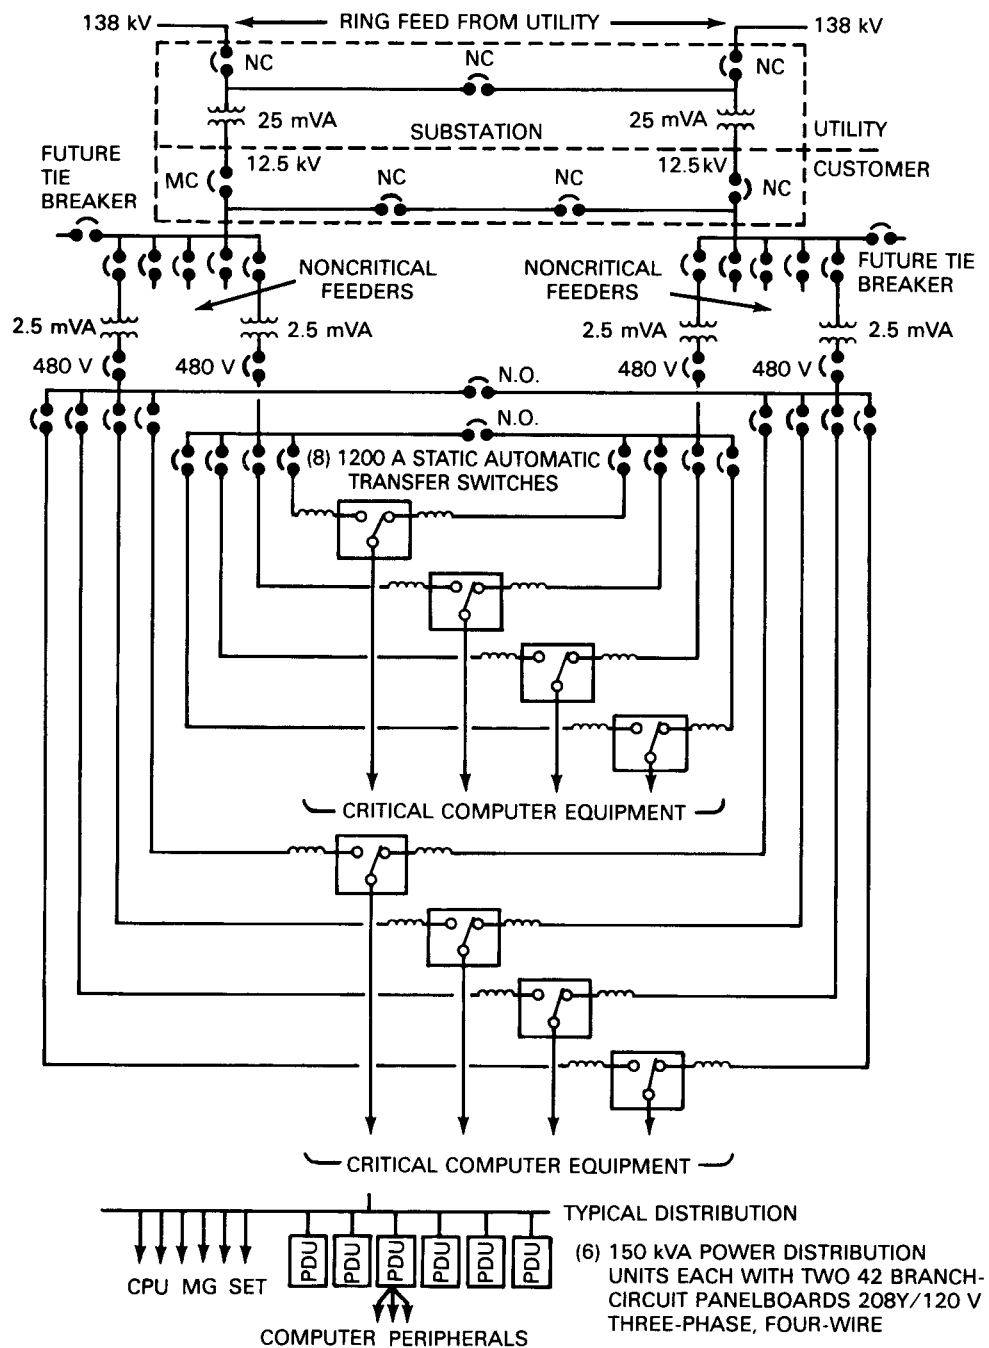 138 kV
RING FEED FROM UTILITY
138 kV
NC
NC
NC
25 mVA
SUBSTATION
25 mVA
UTILITY
12.5 kV
12.5 kV
CUSTOMER
FUTURE
TIE
BREAKER
MC
NC
NC
NC
NONCRITICAL
FEEDERS
NONCRITICAL
FEEDERS
FUTURE TIE
BREAKER
2.5 mVA
2.5 mVA
2.5 mVA
2.5 mVA
480 V
480 V
480 V
480 V
N.O.
N.O.
(8) 1200 A STATIC AUTOMATIC
TRANSFER SWITCHES
CRITICAL COMPUTER EQUIPMENT
CRITICAL COMPUTER EQUIPMENT
TYPICAL DISTRIBUTION
PDU
PDU
PDU
PDU
PDU
PDU
CPU MG SET
(6) 150 kVA POWER DISTRIBUTION
UNITS EACH WITH TWO 42 BRANCH-
CIRCUIT PANELBOARDS 208Y/120 V
THREE-PHASE, FOUR-WIRE
COMPUTER PERIPHERALS